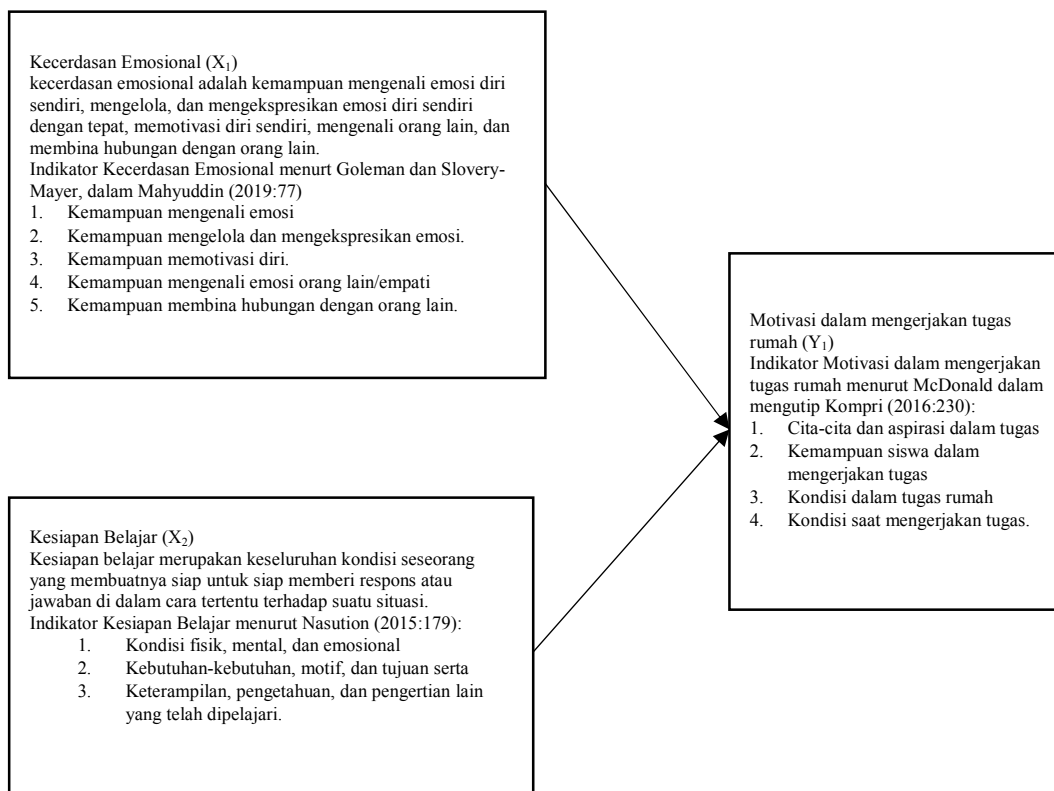 Kecerdasan Emosional (X₁)
kecerdasan emosional adalah kemampuan mengenali emosi diri
sendiri, mengelola, dan mengekspresikan emosi diri sendiri
dengan tepat, memotivasi diri sendiri, mengenali orang lain, dan
membina hubungan dengan orang lain.
Indikator Kecerdasan Emosional menurt Goleman dan Slovery-
Mayer, dalam Mahyuddin (2019:77)
1. Kemampuan mengenali emosi
2. Kemampuan mengelola dan mengekspresikan emosi.
3. Kemampuan memotivasi diri.
4. Kemampuan mengenali emosi orang lain/empati
5. Kemampuan membina hubungan dengan orang lain.
Kesiapan Belajar (X₂)
Kesiapan belajar merupakan keseluruhan kondisi seseorang
yang membuatnya siap untuk siap memberi respons atau
jawaban di dalam cara tertentu terhadap suatu situasi.
Indikator Kesiapan Belajar menurut Nasution (2015:179):
1. Kondisi fisik, mental, dan emosional
2. Kebutuhan-kebutuhan, motif, dan tujuan serta
3. Keterampilan, pengetahuan, dan pengertian lain
yang telah dipelajari.
Motivasi dalam mengerjakan tugas
rumah (Y₁)
Indikator Motivasi dalam mengerjakan
tugas rumah menurut McDonald dalam
mengutip Kompri (2016:230):
1. Cita-cita dan aspirasi dalam tugas
2. Kemampuan siswa dalam
mengerjakan tugas
3. Kondisi dalam tugas rumah
4. Kondisi saat mengerjakan tugas.